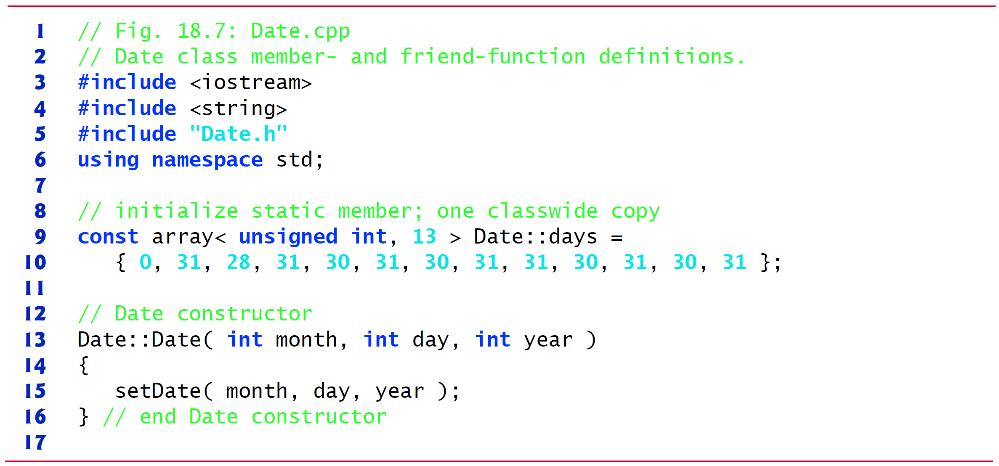 1 // Fig. 18.7: Date.cpp
2 // Date class member- and friend-function definitions.
3 #include <iostream>
4 #include <string>
5 #include "Date.h"
6 using namespace std;
7
8 // initialize static member; one classwide copy
9 const array< unsigned int, 13 > Date::days =
10    { 0, 31, 28, 31, 30, 31, 30, 31, 31, 30, 31, 30, 31 };
11
12 // Date constructor
13 Date::Date( int month, int day, int year )
14 {
15    setDate( month, day, year );
16 } // end Date constructor
17